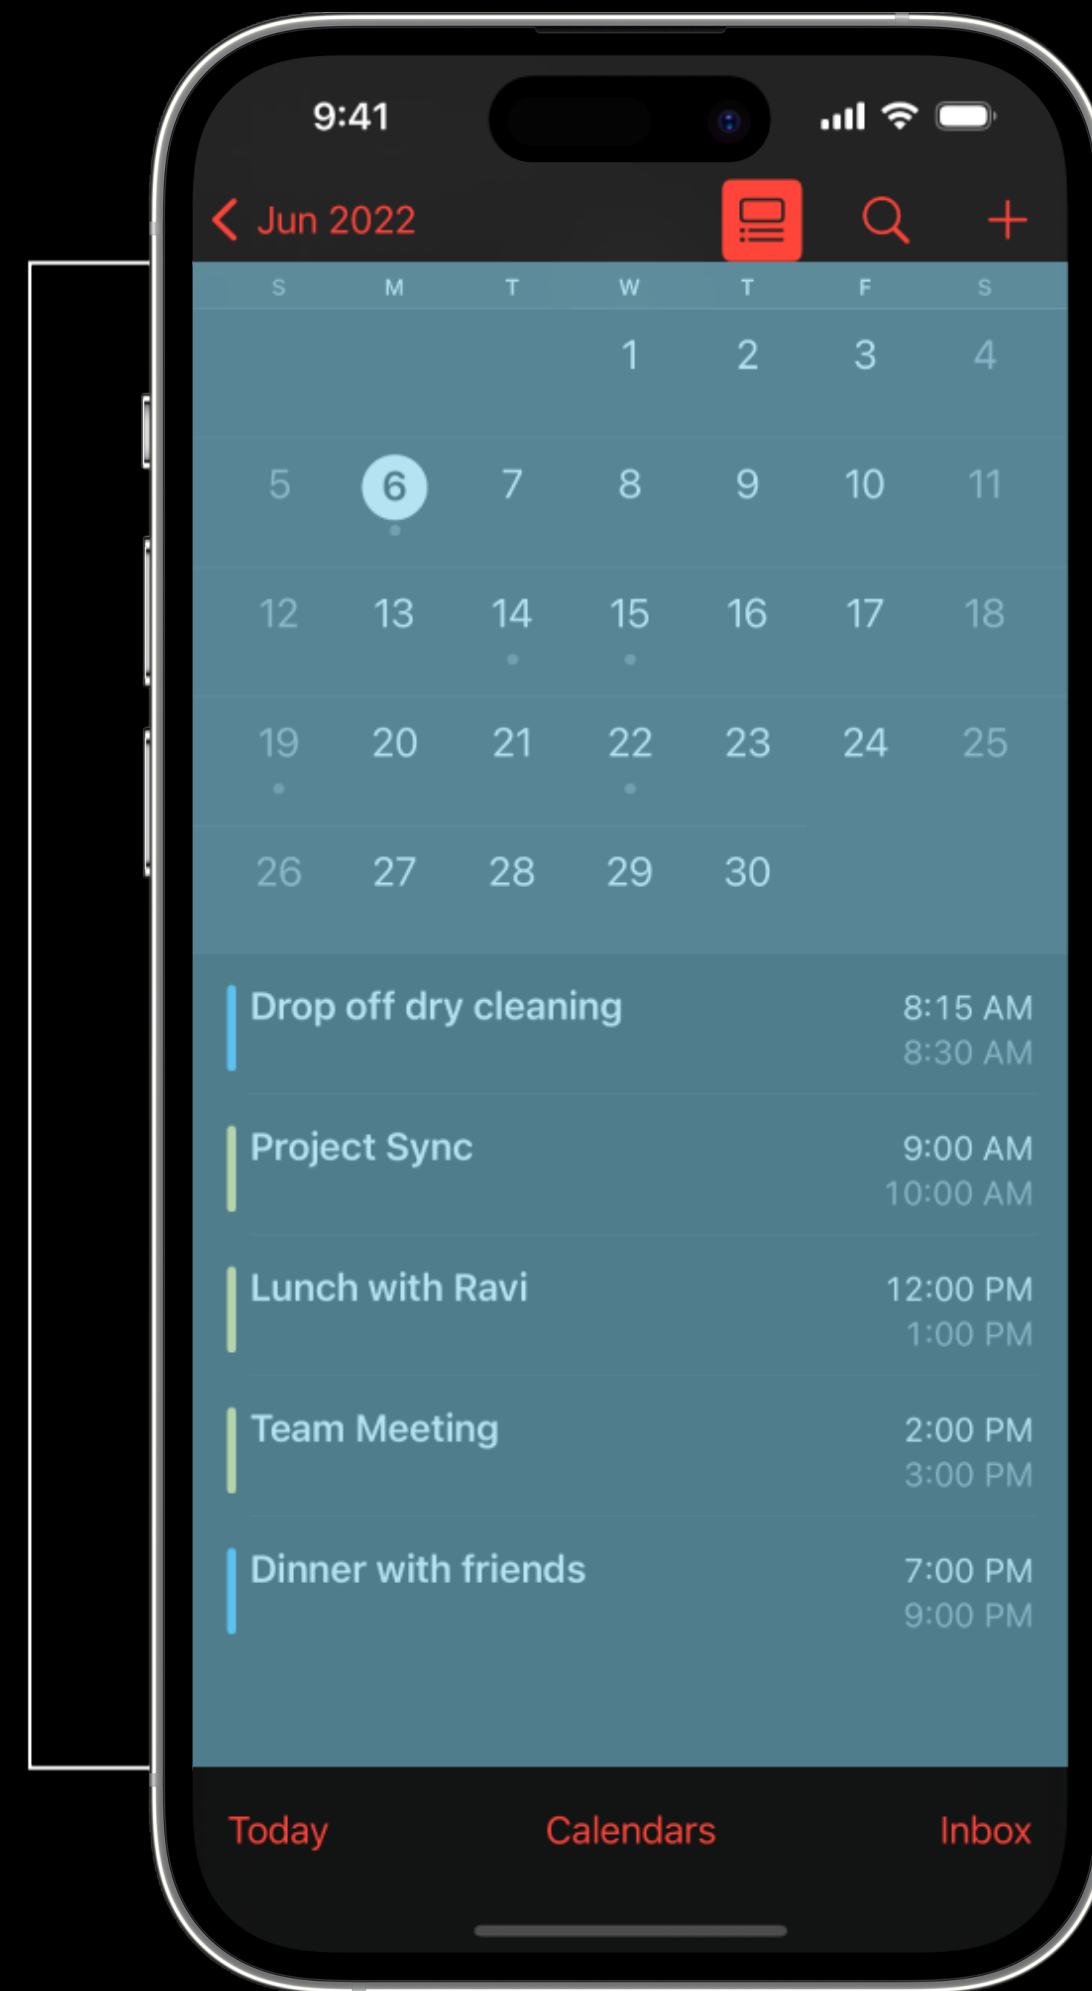 9:41
Jun 2022
S M T W T F S
1 2 3 4
5 6 7 8 9 10 11
12 13 14 15 16 17 18
19 20 21 22 23 24 25
26 27 28 29 30
Drop off dry cleaning 8:15 AM
8:30 AM
Project Sync 9:00 AM
10:00 AM
Lunch with Ravi 12:00 PM
1:00 PM
Team Meeting 2:00 PM
3:00 PM
Dinner with friends 7:00 PM
9:00 PM
Today Calendars Inbox